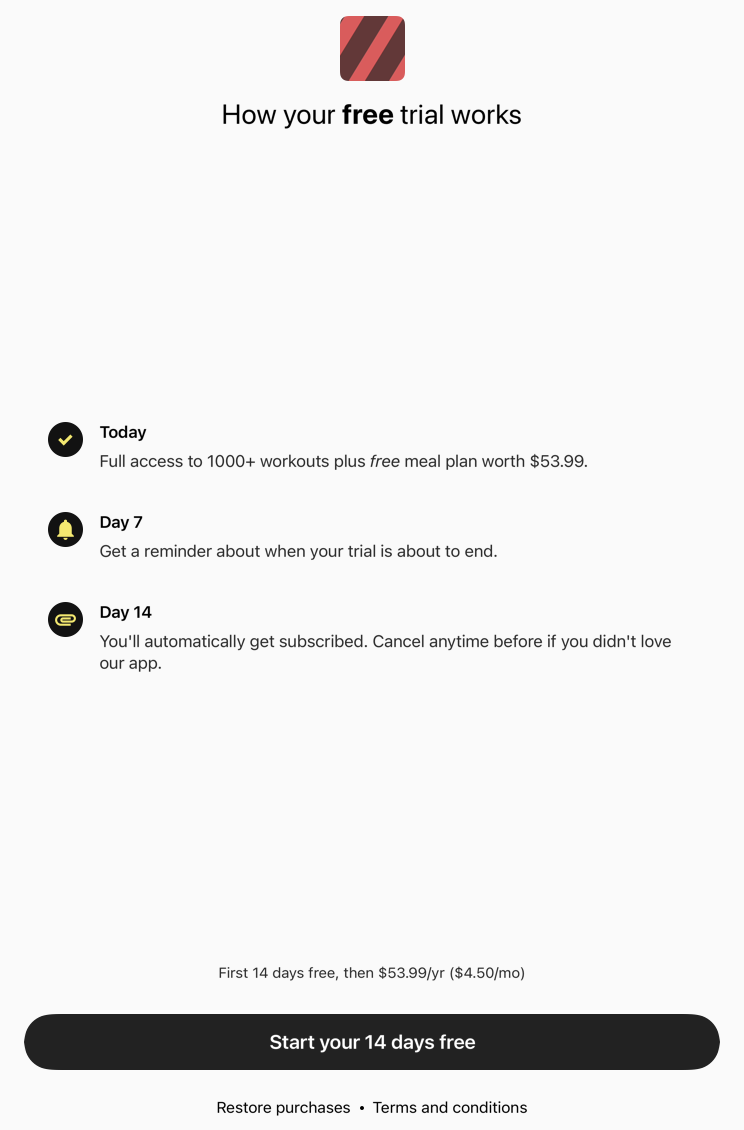 How your free trial works
Today
Full access to 1000+ workouts plus free meal plan worth $53.99.
Day 7
Get a reminder about when your trial is about to end.
Day 14
You'll automatically get subscribed. Cancel anytime before if you didn't love
our app.
First 14 days free, then $53.99/yr ($4.50/mo)
Start your 14 days free
Restore purchases • Terms and conditions